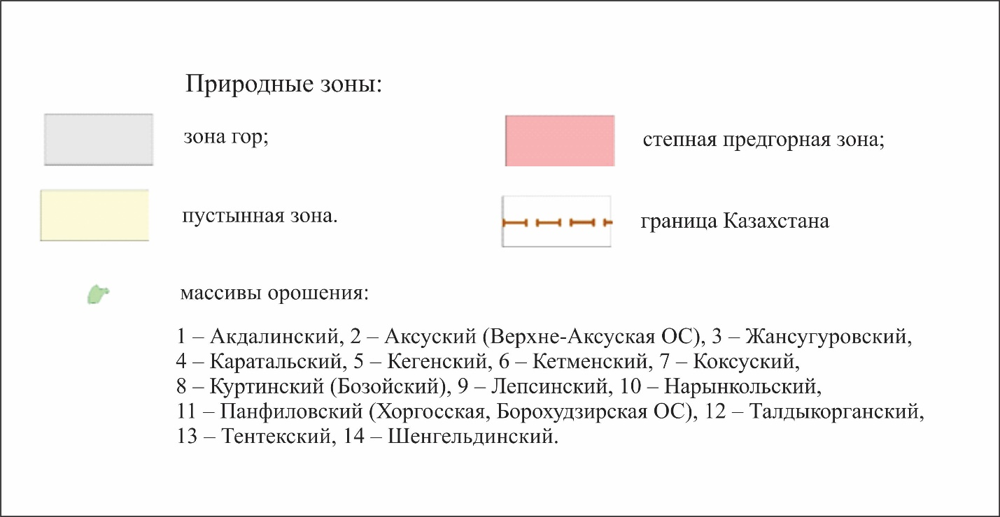 Природные зоны:
зона гор;
степная предгорная зона;
пустынная зона.
граница Казахстана
массивы орошения:
1 – Акдалинский, 2 – Аксуский (Верхне-Аксуская ОС), 3 – Жансугуровский,
4 – Каратальский, 5 – Кегенский, 6 – Кетменский, 7 – Коксуский,
8 – Куртинский (Бозойский), 9 – Лепсинский, 10 – Нарынкольский,
11 – Панфиловский (Хоргосская, Борохудзирская ОС), 12 – Талдыкорганский,
13 – Тентекский, 14 – Шенгельдинский.